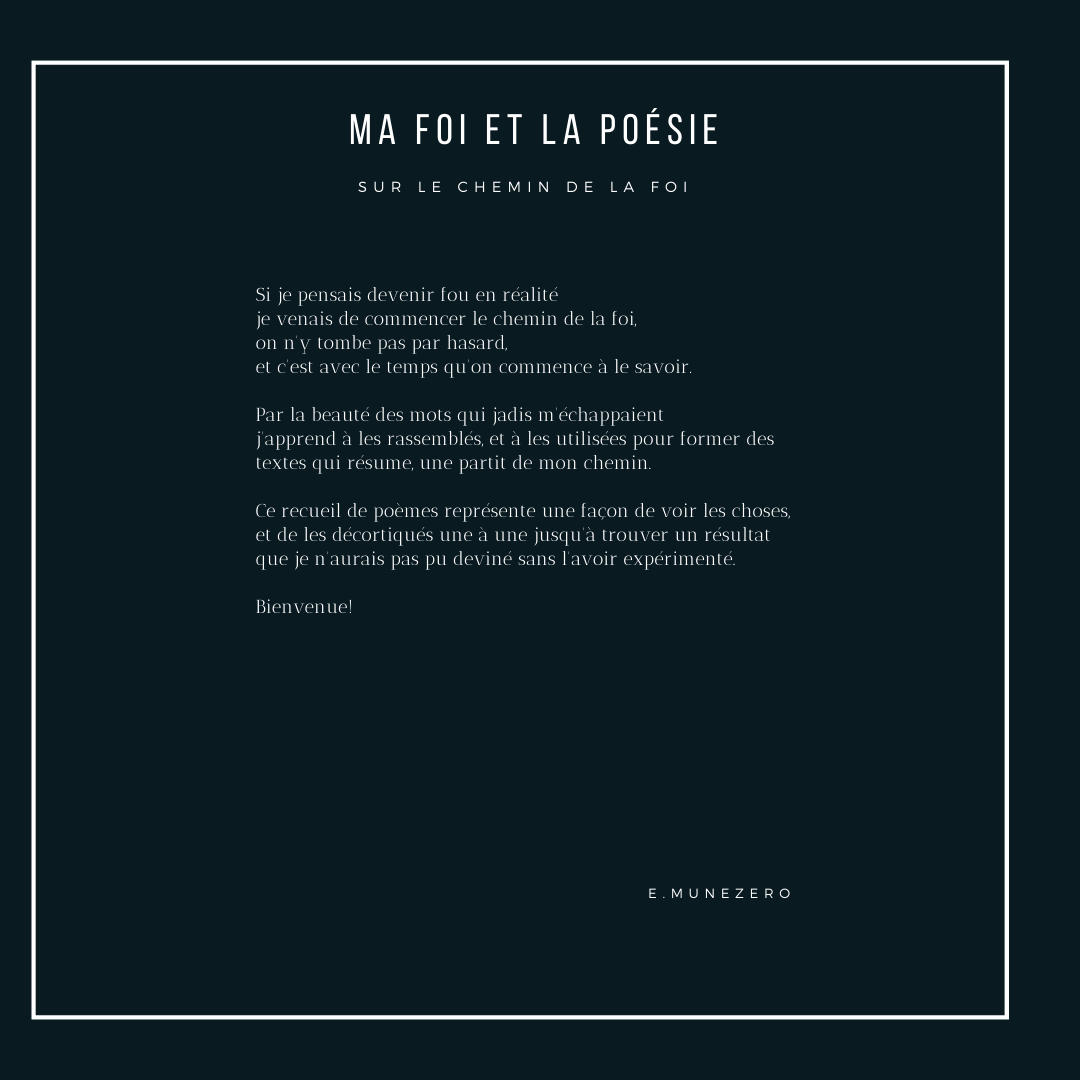 MA FOI ET LA POÉSIE
SUR LE CHEMIN DE LA FOI
Si je pensais devenir fou en réalité
je venais de commencer le chemin de la foi,
on n'y tombe pas par hasard,
et c'est avec le temps qu'on commence à le savoir.
Par la beauté des mots qui jadis m'échappaient
j'apprend à les rassemblés, et à les utilisées pour former des
textes qui résume, une partit de mon chemin.
Ce recueil de poèmes représente une façon de voir les choses,
et de les décortiqués une à une jusqu'à trouver un résultat
que je n'aurais pas pu deviné sans l'avoir expérimenté.
Bienvenue!
E.MUNEZERO